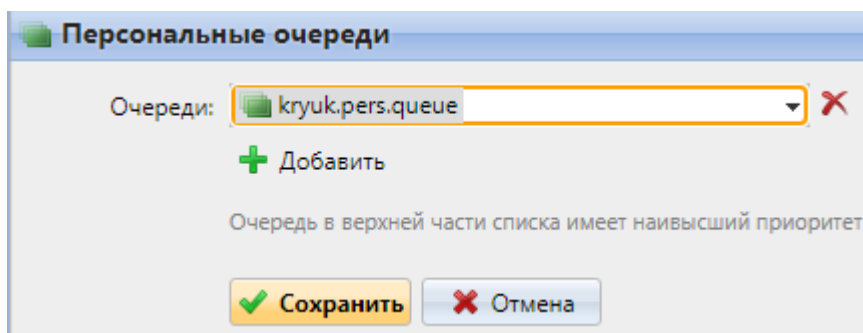 Персональные очереди
Очереди: kryuk.pers.queue
Добавить
Очередь в верхней части списка имеет наивысший приоритет
Сохранить Отмена